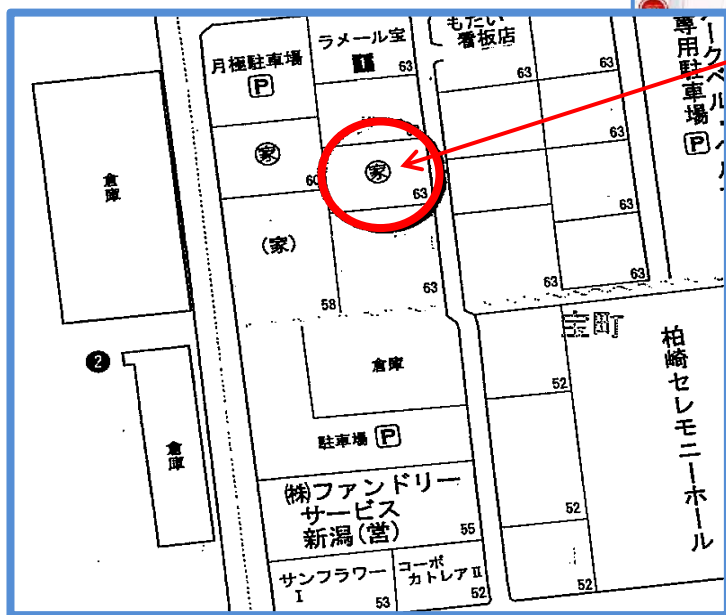 月極駐車場
P
ラメール宝
63
もたい
看板店
63
63
専用駐車場 P
家
60
家
63
63
63
(家)
58
63
63
63
63
倉庫
宝町
2
倉庫
倉庫
52
柏崎セレモニーホール
駐車場 P
(株)ファンドリー
サービス
新潟(営)
55
52
サンフラワー
I
53
コーポ
カトレアII
52
52